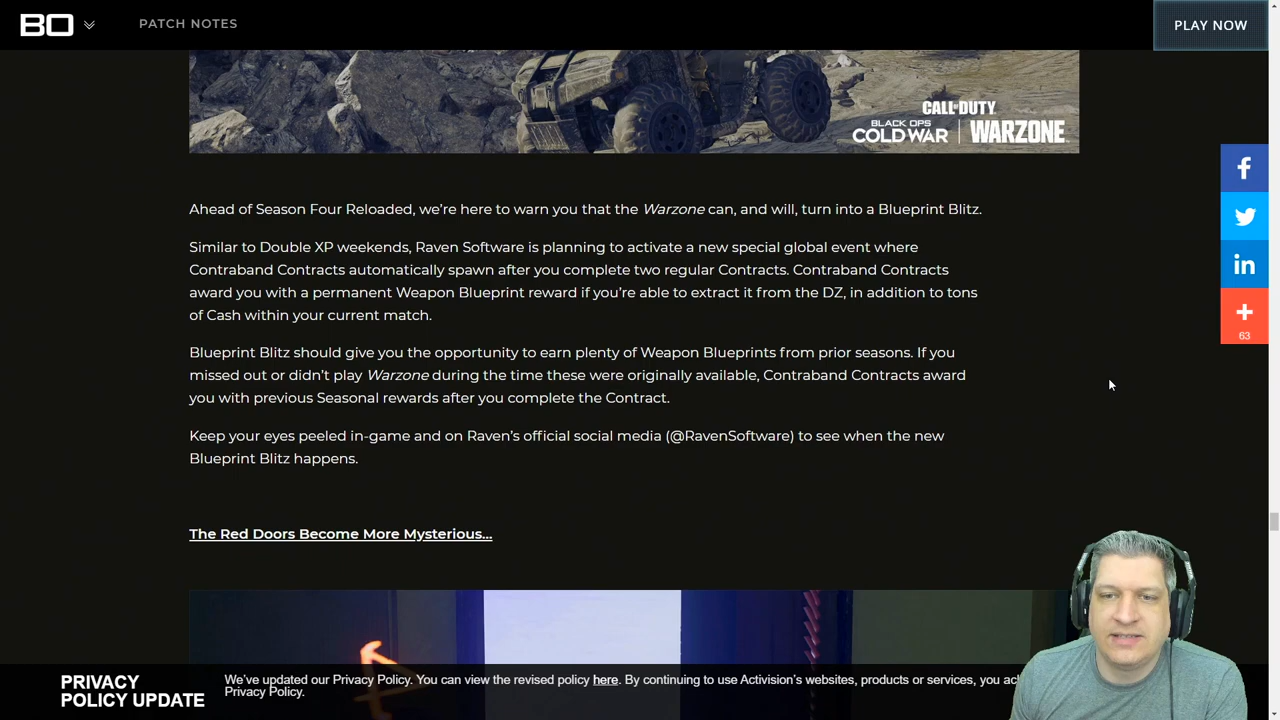 BO PATCH NOTES PLAY NOW
CALL OF DUTY
BLACK OPS
COLD WAR | WARZONE
Ahead of Season Four Reloaded, we’re here to warn you that the Warzone can, and will, turn into a Blueprint Blitz.
Similar to Double XP weekends, Raven Software is planning to activate a new special global event where
Contraband Contracts automatically spawn after you complete two regular Contracts. Contraband Contracts
award you with a permanent Weapon Blueprint reward if you’re able to extract it from the DZ, in addition to tons
of Cash within your current match.
Blueprint Blitz should give you the opportunity to earn plenty of Weapon Blueprints from prior seasons. If you
missed out or didn’t play Warzone during the time these were originally available, Contraband Contracts award
you with previous Seasonal rewards after you complete the Contract.
Keep your eyes peeled in-game and on Raven’s official social media (@RavenSoftware) to see when the new
Blueprint Blitz happens.
The Red Doors Become More Mysterious...
63
PRIVACY
POLICY UPDATE
We’ve updated our Privacy Policy. You can view the revised policy here. By continuing to use Activision’s websites, products or services, you
Privacy Policy.